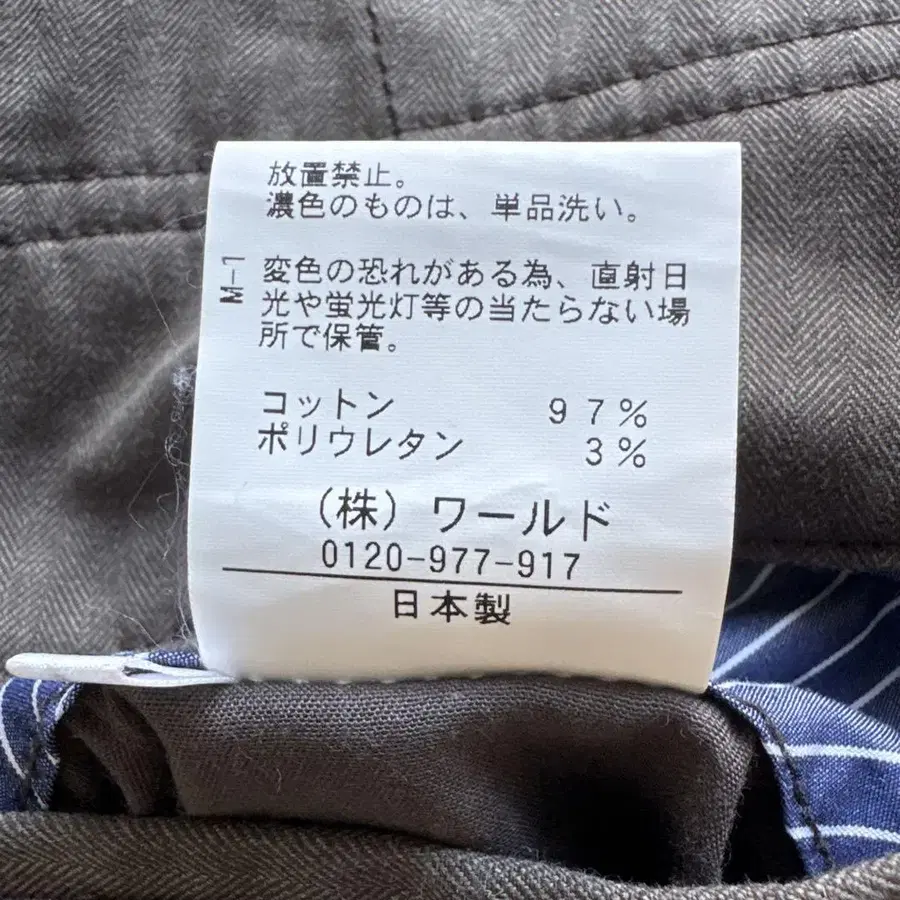 放置禁止。
濃色のものは、単品洗い。
M-1
変色の恐れがある為、直射日
光や蛍光灯等の当たらない場
所で保管。
コットン 97%
ポリウレタン 3%
(株) ワールド
0120-977-917
日本製